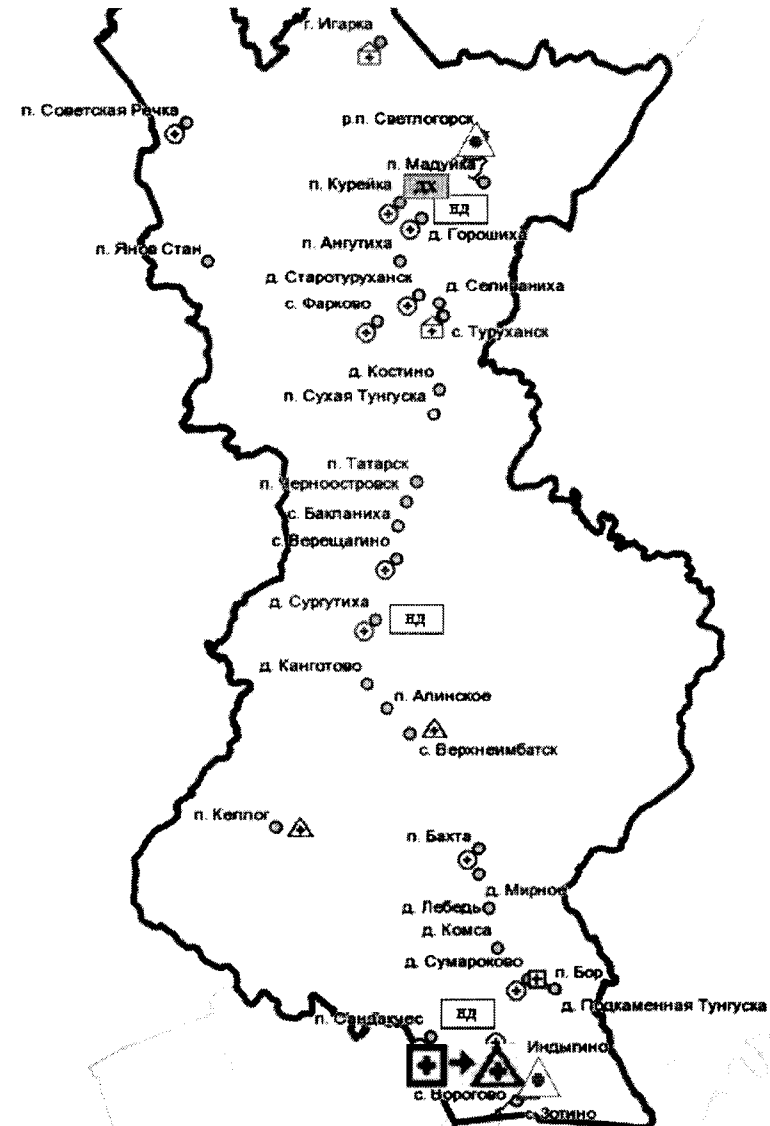 г. Игарка
п. Советская Речка
р.п. Светлогорск
п. Мадуйка
?
п. Курейка
дх
нд
д. Горошиха
п. Ангутиха
п. Янов Стан
д. Старотуруханск
д. Селиваниха
с. Фарково
с. Туруханск
д. Костино
п. Сухая Тунгуска
п. Татарск
п. Черноостровск
с. Бакланиха
с. Верещагино
д. Сургутиха
нд
д. Канготово
п. Алинское
с. Верхнеимбатск
п. Келлог
п. Бахта
д. Мирное
д. Лебедь
д. Комса
д. Сумароково
п. Бор
д. Подкаменная Тунгуска
нд
п. Сандакчес
Индыгино
с. Ворогово
с. Зотино